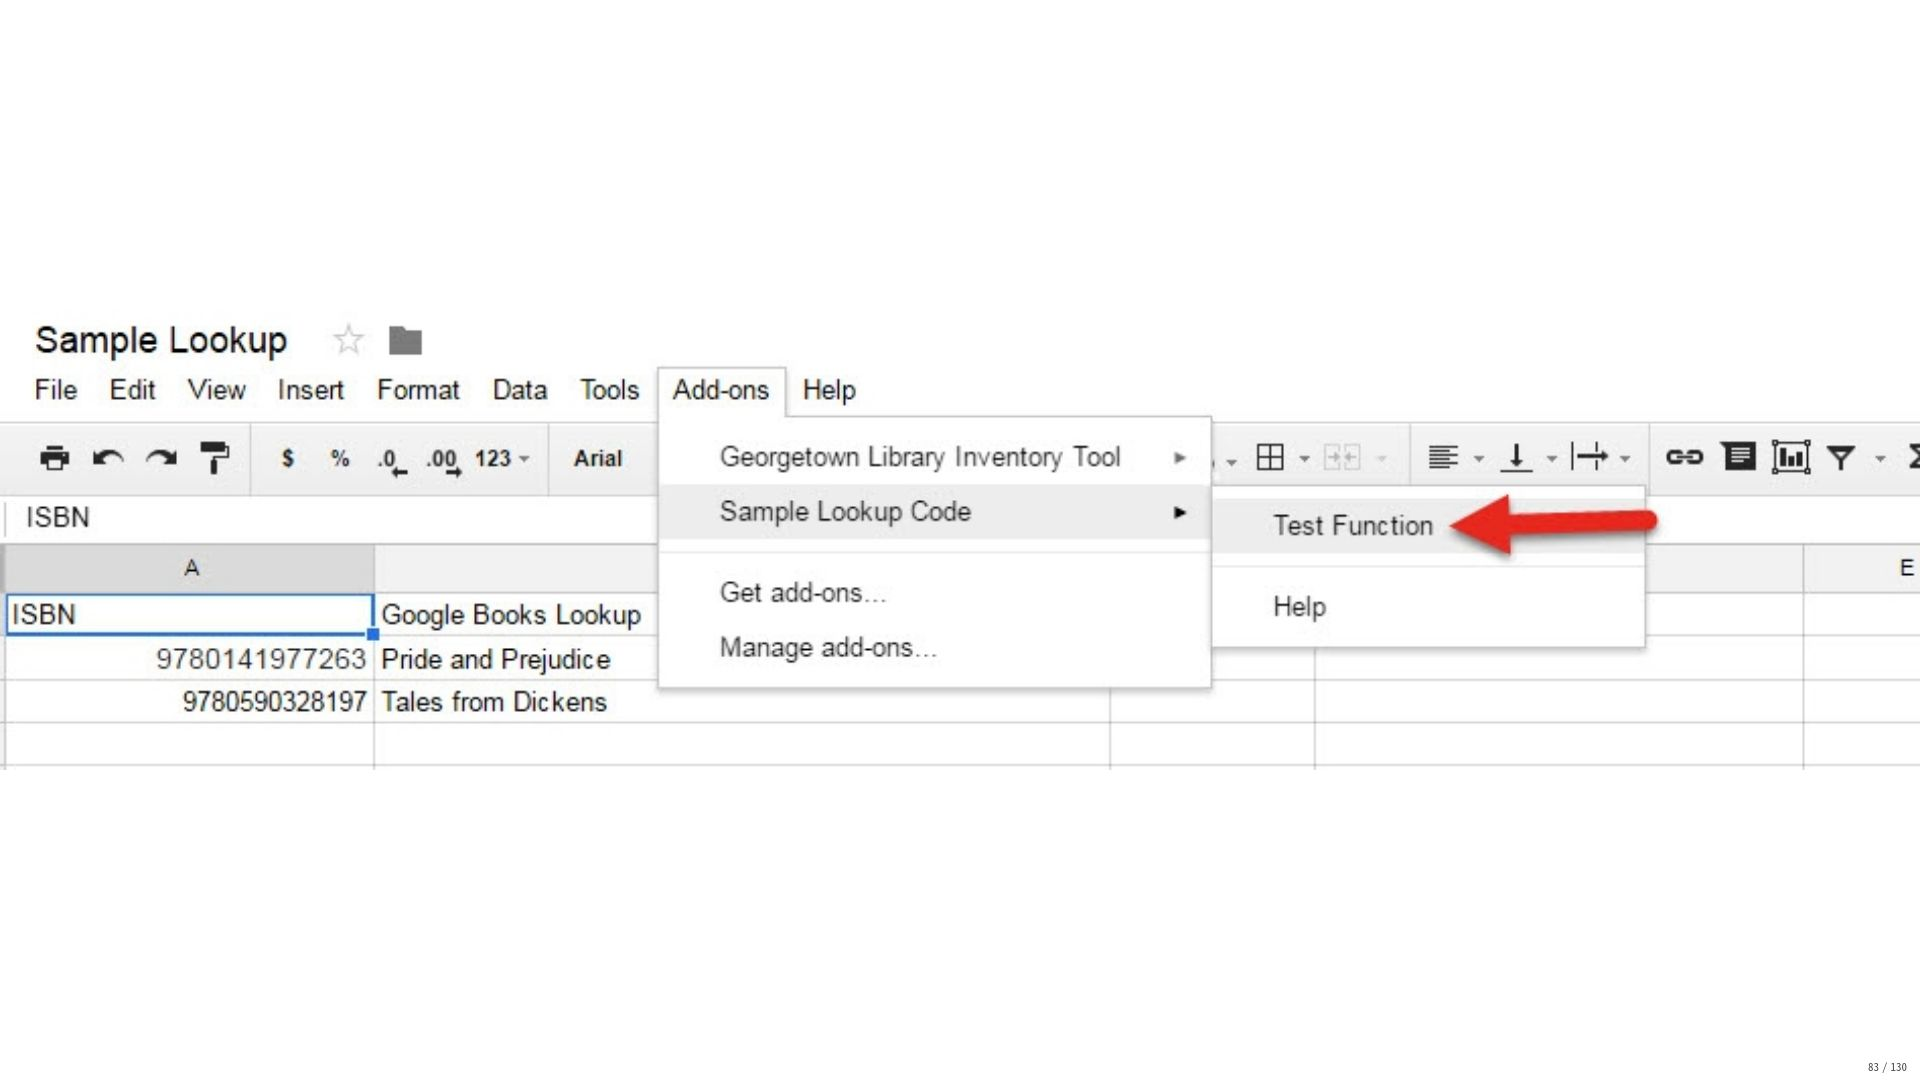 Sample Lookup
File Edit View Insert Format Data Tools Add-ons Help
$ % .0 .00 123 Arial
Georgetown Library Inventory Tool
Sample Lookup Code
Get add-ons...
Manage add-ons...
Test Function
Help
ISBN
A E
ISBN Google Books Lookup
9780141977263 Pride and Prejudice
9780590328197 Tales from Dickens
83 / 130